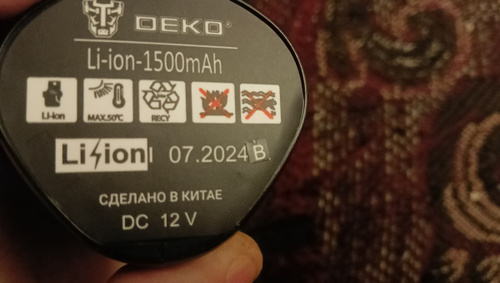 DEKO®
Li-ion-1500mAh
Li-ion MAX.50°C RECY
Li ion 07.2024 B.
СДЕЛАНО В КИТАЕ
DC 12 V